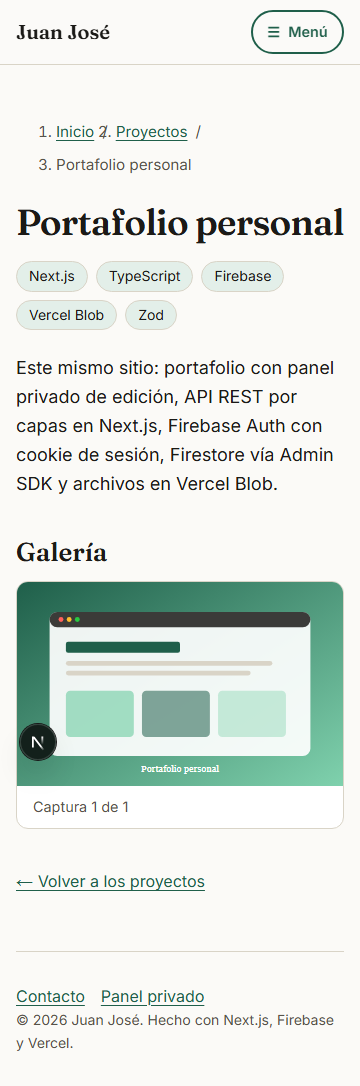 Juan José
☰ Menú
1. Inicio / 2. Proyectos /
3. Portafolio personal
Portafolio personal
Next.js TypeScript Firebase
Vercel Blob Zod
Este mismo sitio: portafolio con panel
privado de edición, API REST por
capas en Next.js, Firebase Auth con
cookie de sesión, Firestore vía Admin
SDK y archivos en Vercel Blob.
Galería
N
Portafolio personal
Captura 1 de 1
← Volver a los proyectos
Contacto Panel privado
© 2026 Juan José. Hecho con Next.js, Firebase
y Vercel.